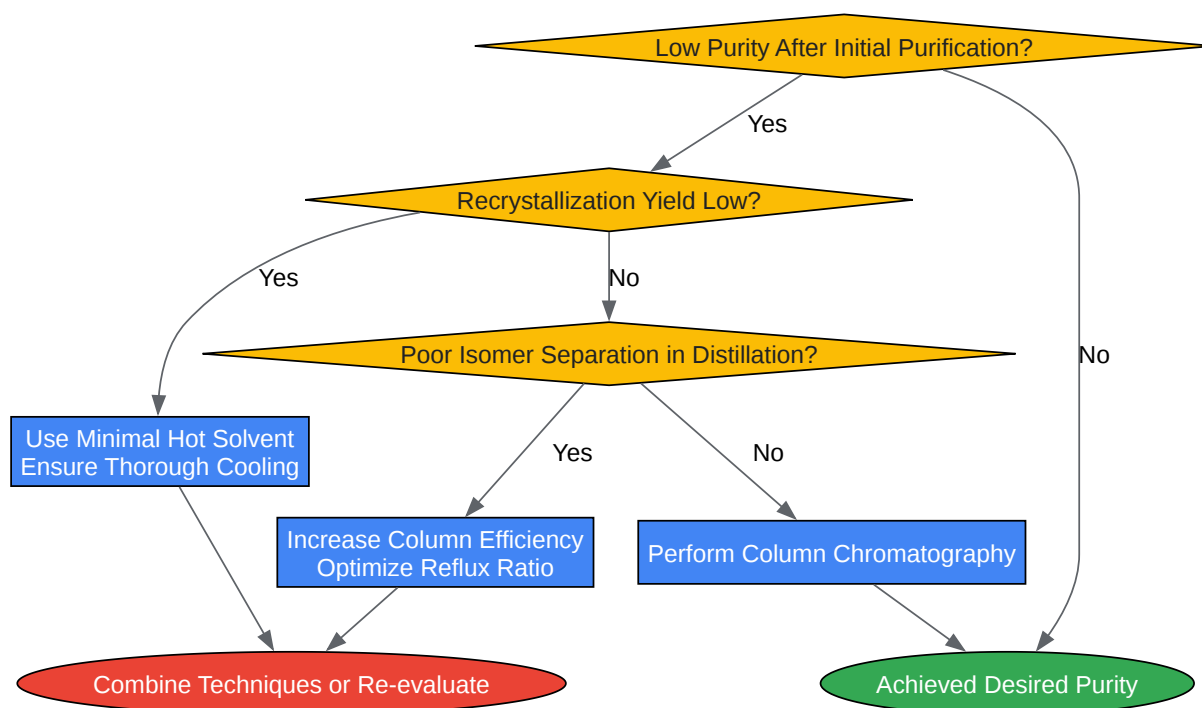 Low Purity After Initial Purification?
Yes
Recrystallization Yield Low?
Yes
No
Poor Isomer Separation in Distillation?
No
Use Minimal Hot Solvent
Ensure Thorough Cooling
Yes
No
Increase Column Efficiency
Optimize Reflux Ratio
Perform Column Chromatography
Combine Techniques or Re-evaluate
Achieved Desired Purity